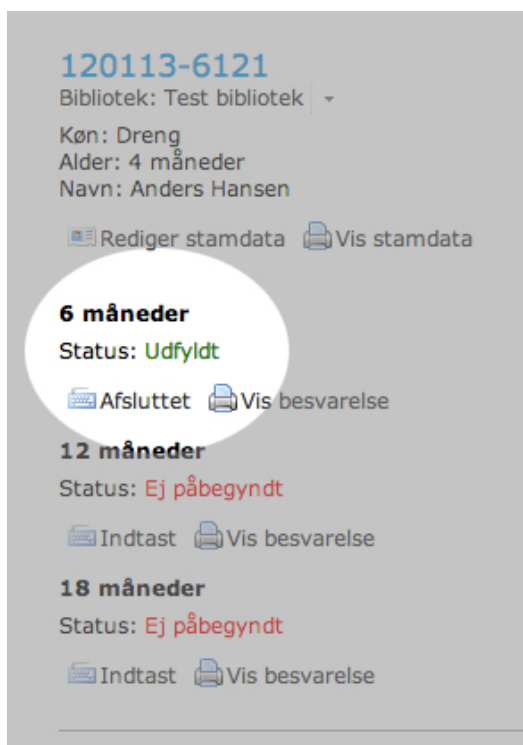 120113-6121
Bibliotek: Test bibliotek
Køn: Dreng
Alder: 4 måneder
Navn: Anders Hansen
Rediger stamdata Vis stamdata
6 måneder
Status: Udfyldt
Afsluttet Vis besvarelse
12 måneder
Status: Ej påbegyndt
Indtast Vis besvarelse
18 måneder
Status: Ej påbegyndt
Indtast Vis besvarelse